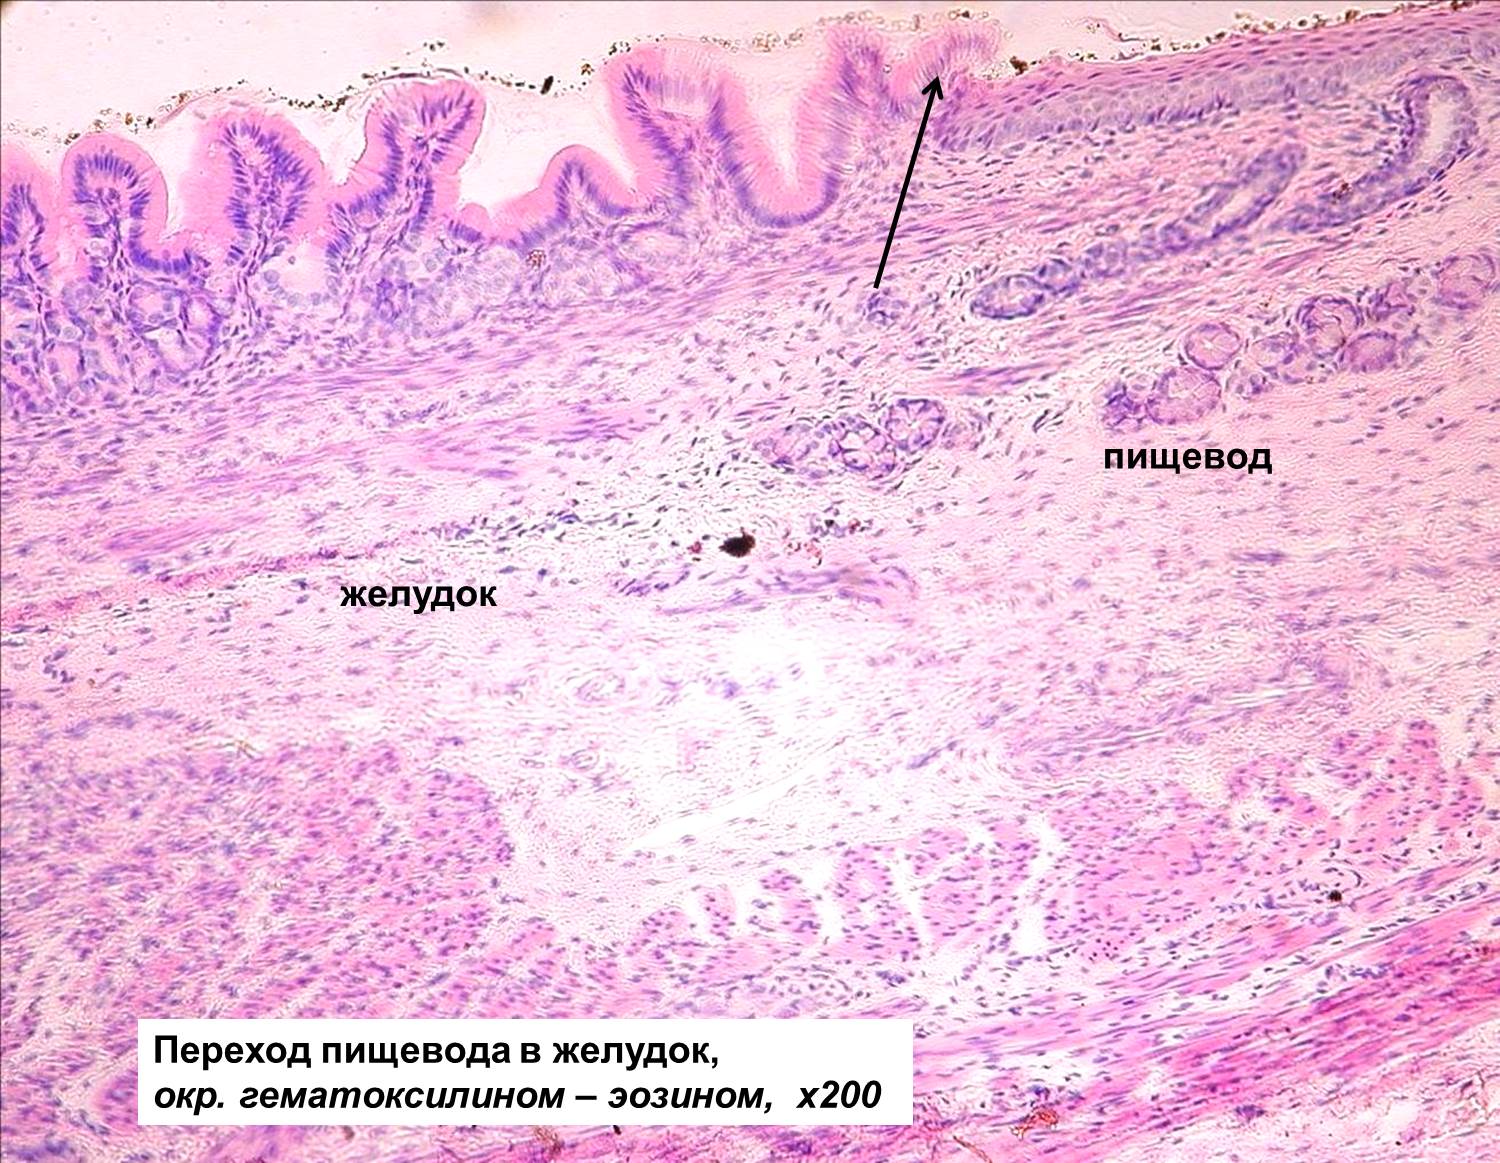 пищевод
желудок
Переход пищевода в желудок,
окр. гематоксилином – эозином, х200